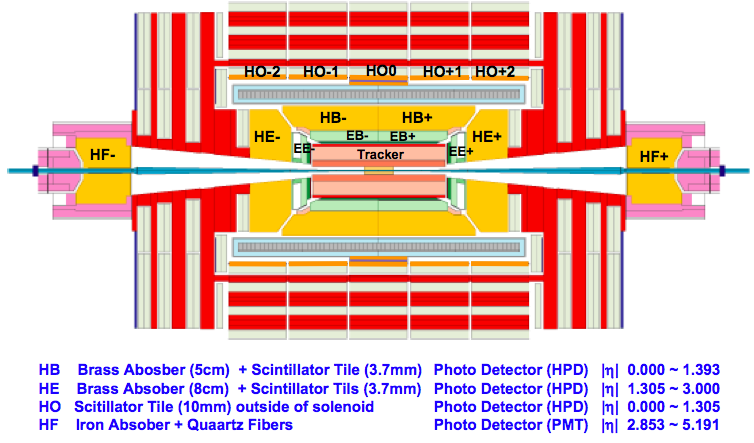 HO-2 HO-1 HO0 HO+1 HO+2
HB- HB+
HE- EB- EB+ HE+
EE- EE+
HF- Tracker HF+
HB Brass Abosber (5cm) + Scintillator Tile (3.7mm) Photo Detector (HPD) |η| 0.000 ~ 1.393
HE Brass Absober (8cm) + Scintillator Tils (3.7mm) Photo Detector (HPD) |η| 1.305 ~ 3.000
HO Scitillator Tile (10mm) outside of solenoid Photo Detector (HPD) |η| 0.000 ~ 1.305
HF Iron Absober + Quaartz Fibers Photo Detector (PMT) |η| 2.853 ~ 5.191